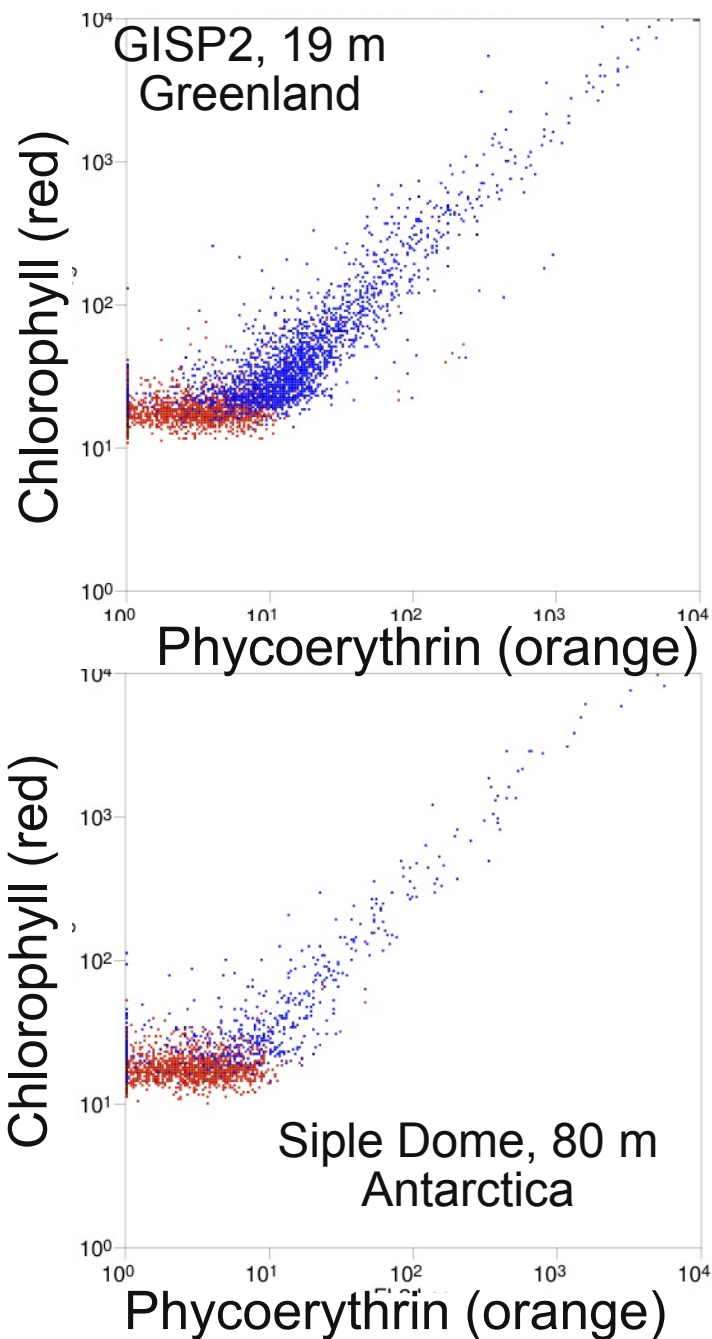 10⁴
GISP2, 19 m
Greenland
Chlorophyll (red)
10³
10²
10¹
10⁰
10⁰ 10¹ 10² 10³ 10⁴
Phycoerythrin (orange)
10⁴
Chlorophyll (red)
10³
10²
10¹
Siple Dome, 80 m
Antarctica
10⁰
10⁰ 10¹ 10² 10³ 10⁴
Phycoerythrin (orange)